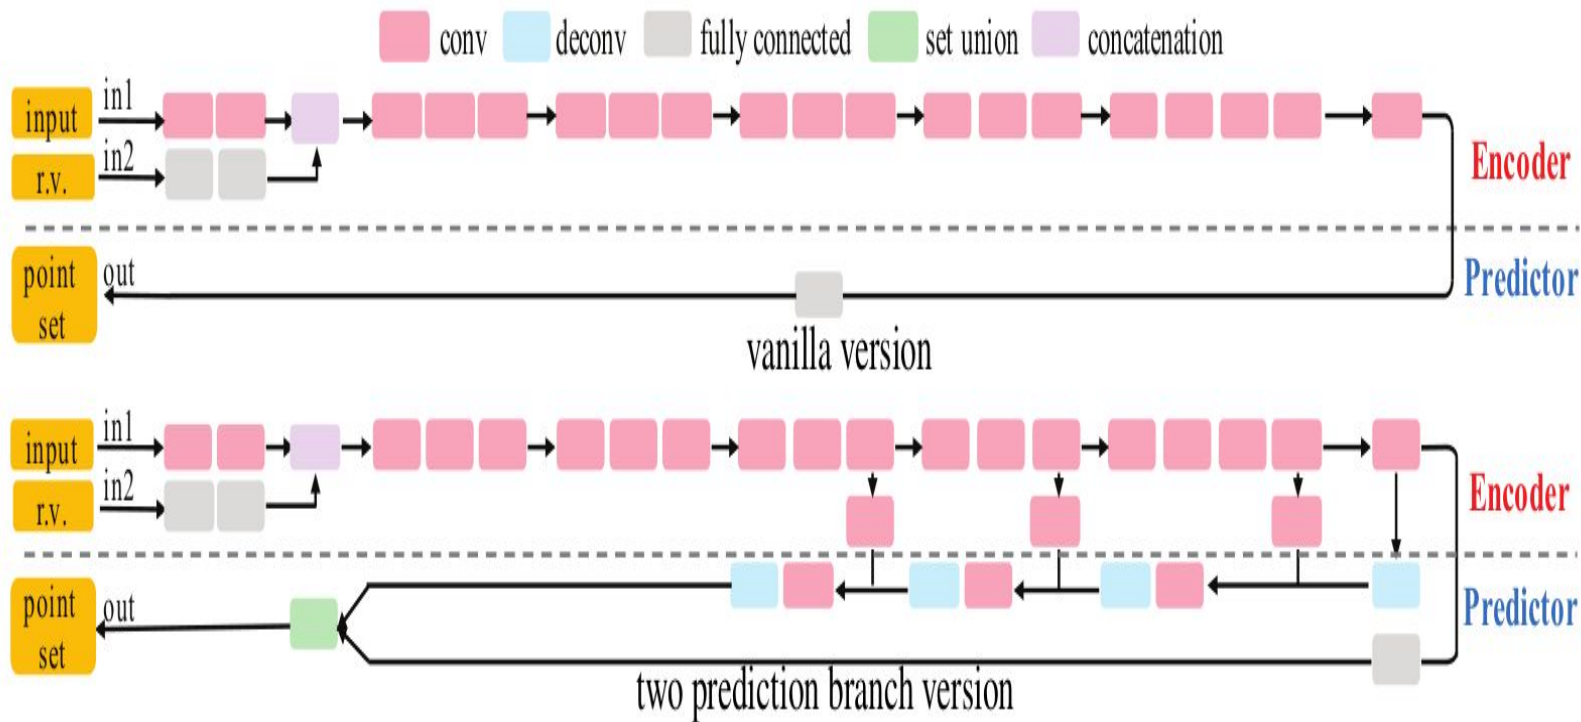 conv deconv fully connected set union concatenation
input in1
r.v. in2
Encoder
point set out
Predictor
vanilla version
input in1
r.v. in2
Encoder
point set out
Predictor
two prediction branch version